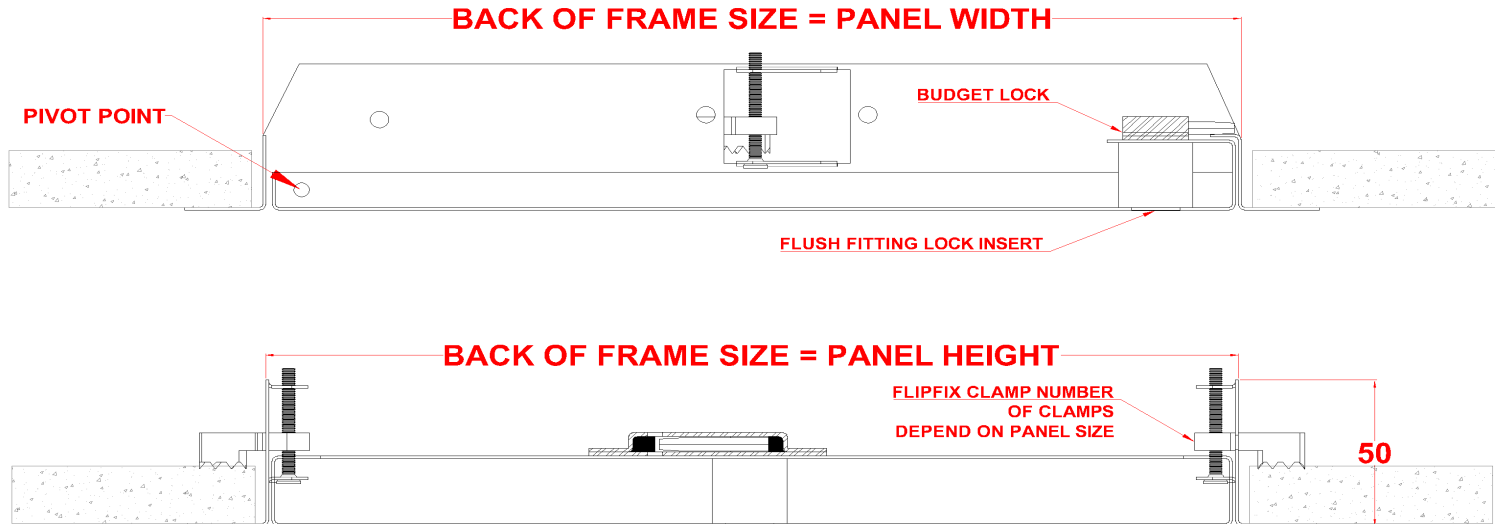 BACK OF FRAME SIZE = PANEL WIDTH
BUDGET LOCK
PIVOT POINT
FLUSH FITTING LOCK INSERT
BACK OF FRAME SIZE = PANEL HEIGHT
FLIPFIX CLAMP NUMBER
OF CLAMPS
DEPEND ON PANEL SIZE
50